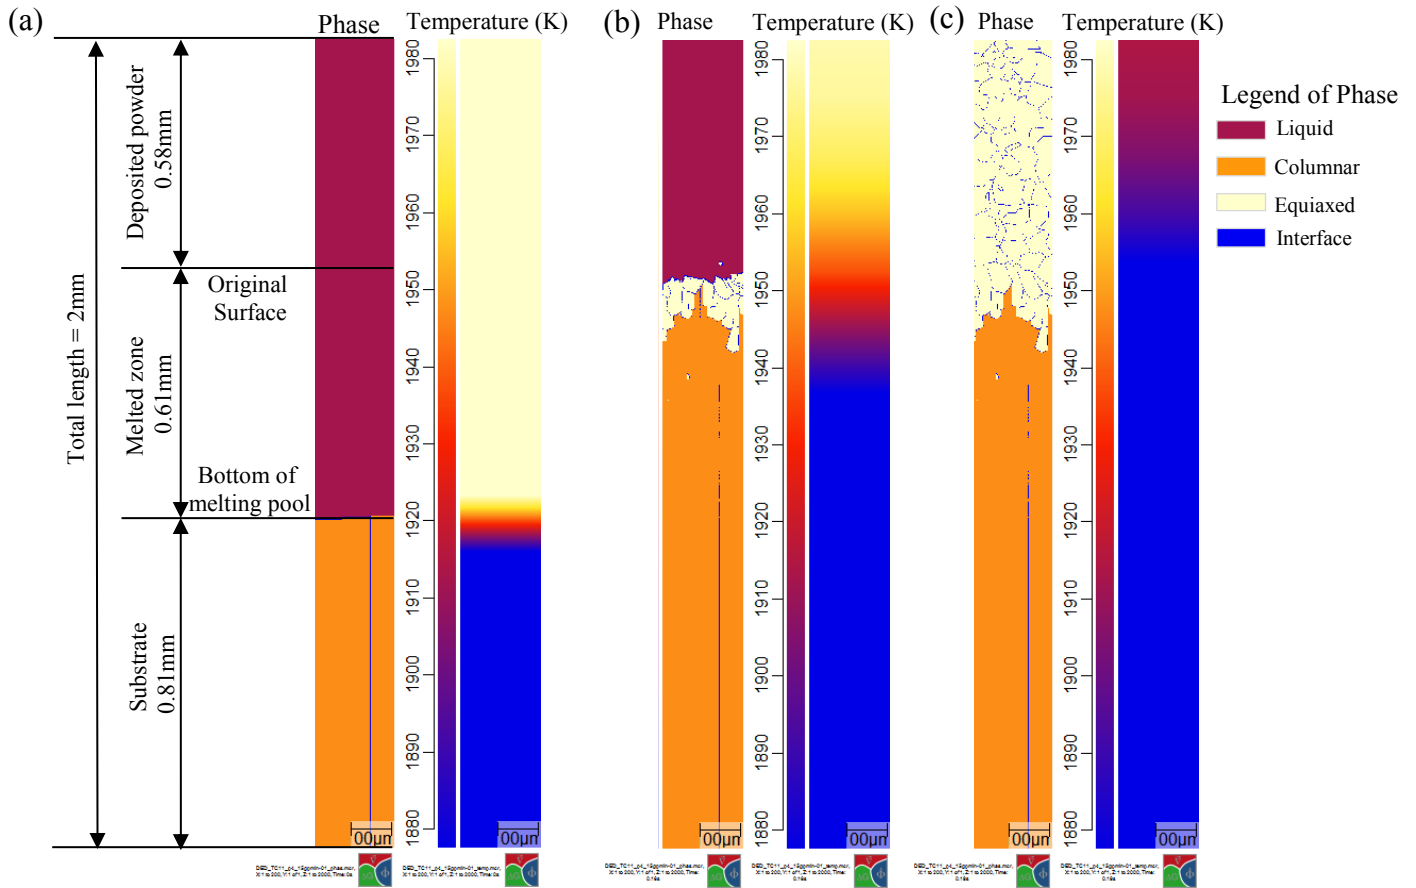 (a)
Phase
Temperature (K)
Deposited powder
0.58mm
Total length = 2mm
Original
Surface
Melted zone
0.61mm
Bottom of
melting pool
Substrate
0.81mm
1980
1970
1960
1950
1940
1930
1920
1910
1900
1890
1880
00µm
00µm
(b)
Phase
Temperature (K)
1980
1970
1960
1950
1940
1930
1920
1910
1900
1890
1880
00µm
00µm
(c)
Phase
Temperature (K)
1980
1970
1960
1950
1940
1930
1920
1910
1900
1890
1880
00µm
00µm
Legend of Phase
Liquid
Columnar
Equiaxed
Interface